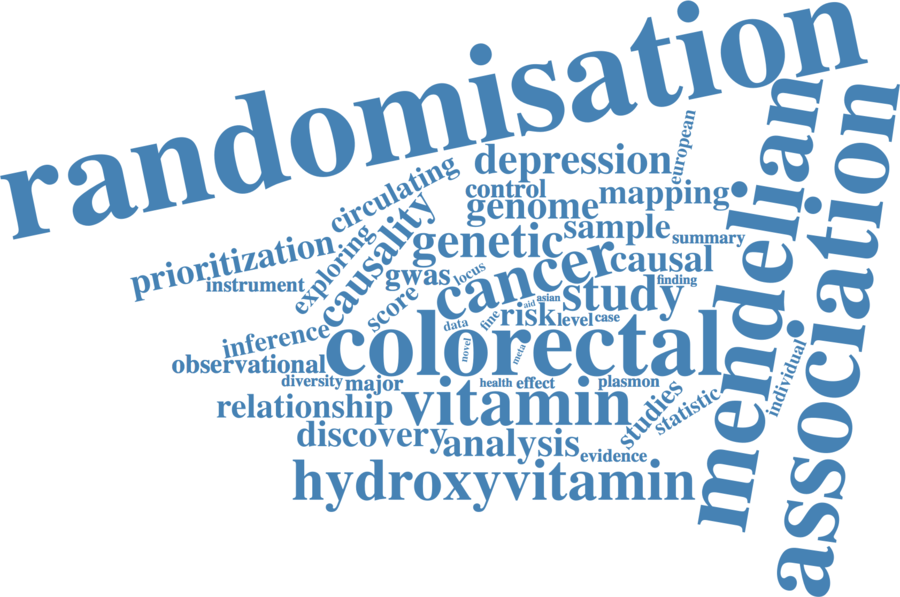 randomisation
depression
european
mendelian
association
circulating
control
mapping
genome
causality
sample
exploring
genetic
summary
prioritization
instrument
gwas
locus
cancer
causal
finding
score
study
asian
aid
risk
level
case
data
fine
inference
colorectal
novel
meta
observational
individual
diversity
major
health
effect
plasmon
relationship
vitamin
studies
statistic
discovery
analysis
evidence
hydroxyvitamin